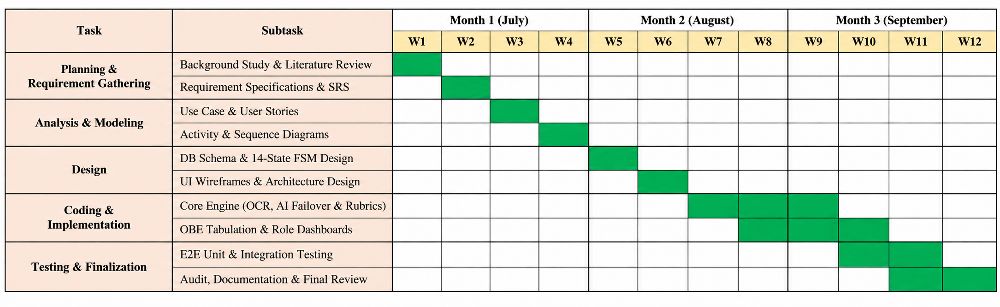 Task
Subtask
Month 1 (July)
Month 2 (August)
Month 3 (September)
W1 W2 W3 W4 W5 W6 W7 W8 W9 W10 W11 W12
Planning &
Requirement Gathering
Background Study & Literature Review
Requirement Specifications & SRS
Analysis & Modeling
Use Case & User Stories
Activity & Sequence Diagrams
Design
DB Schema & 14-State FSM Design
UI Wireframes & Architecture Design
Coding &
Implementation
Core Engine (OCR, AI Failover & Rubrics)
OBE Tabulation & Role Dashboards
Testing & Finalization
E2E Unit & Integration Testing
Audit, Documentation & Final Review